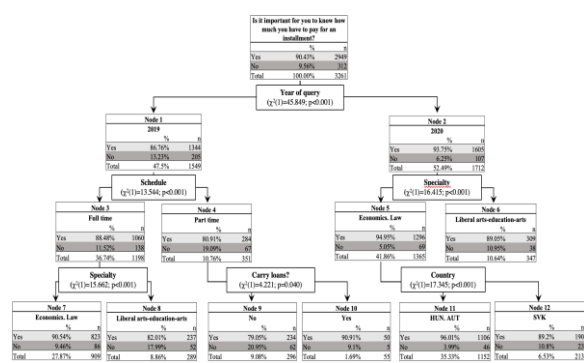 Is it important for you to know how
much you have to pay for an
installment?
% n
Yes 90.43% 2949
No 9.56% 312
Total 100.00% 3261
Year of query
(χ²(1)=45.849; p<0.001)
Node 1
2019
% n
Yes 86.76% 1344
No 13.23% 205
Total 47.5% 1549
Node 2
2020
% n
Yes 93.75% 1605
No 6.25% 107
Total 52.49% 1712
Schedule
(χ²(1)=13.544; p<0.001)
Specialty
(χ²(1)=16.415; p<0.001)
Node 3
Full time
% n
Yes 88.48% 1060
No 11.52% 138
Total 36.74% 1198
Node 4
Part time
% n
Yes 80.91% 284
No 19.09% 67
Total 10.76% 351
Node 5
Economics. Law
% n
Yes 94.95% 1296
No 5.05% 69
Total 41.86% 1365
Node 6
Liberal arts-education-arts
% n
Yes 89.05% 309
No 10.95% 38
Total 10.64% 347
Specialty
(χ²(1)=15.662; p<0.001)
Carry loans?
(χ²(1)=4.221; p=0.040)
Country
(χ²(1)=17.345; p<0.001)
Node 7
Economics. Law
% n
Yes 90.54% 823
No 9.46% 86
Total 27.87% 909
Node 8
Liberal arts-education-arts
% n
Yes 82.01% 237
No 17.99% 52
Total 8.86% 289
Node 9
No
% n
Yes 79.05% 234
No 20.95% 62
Total 9.08% 296
Node 10
Yes
% n
Yes 90.91% 50
No 9.1% 5
Total 1.69% 55
Node 11
HUN. AUT
% n
Yes 96.01% 1106
No 3.99% 46
Total 35.33% 1152
Node 12
SVK
%
Yes 89.2% 190
No 10.8% 23
Total 6.53% 213